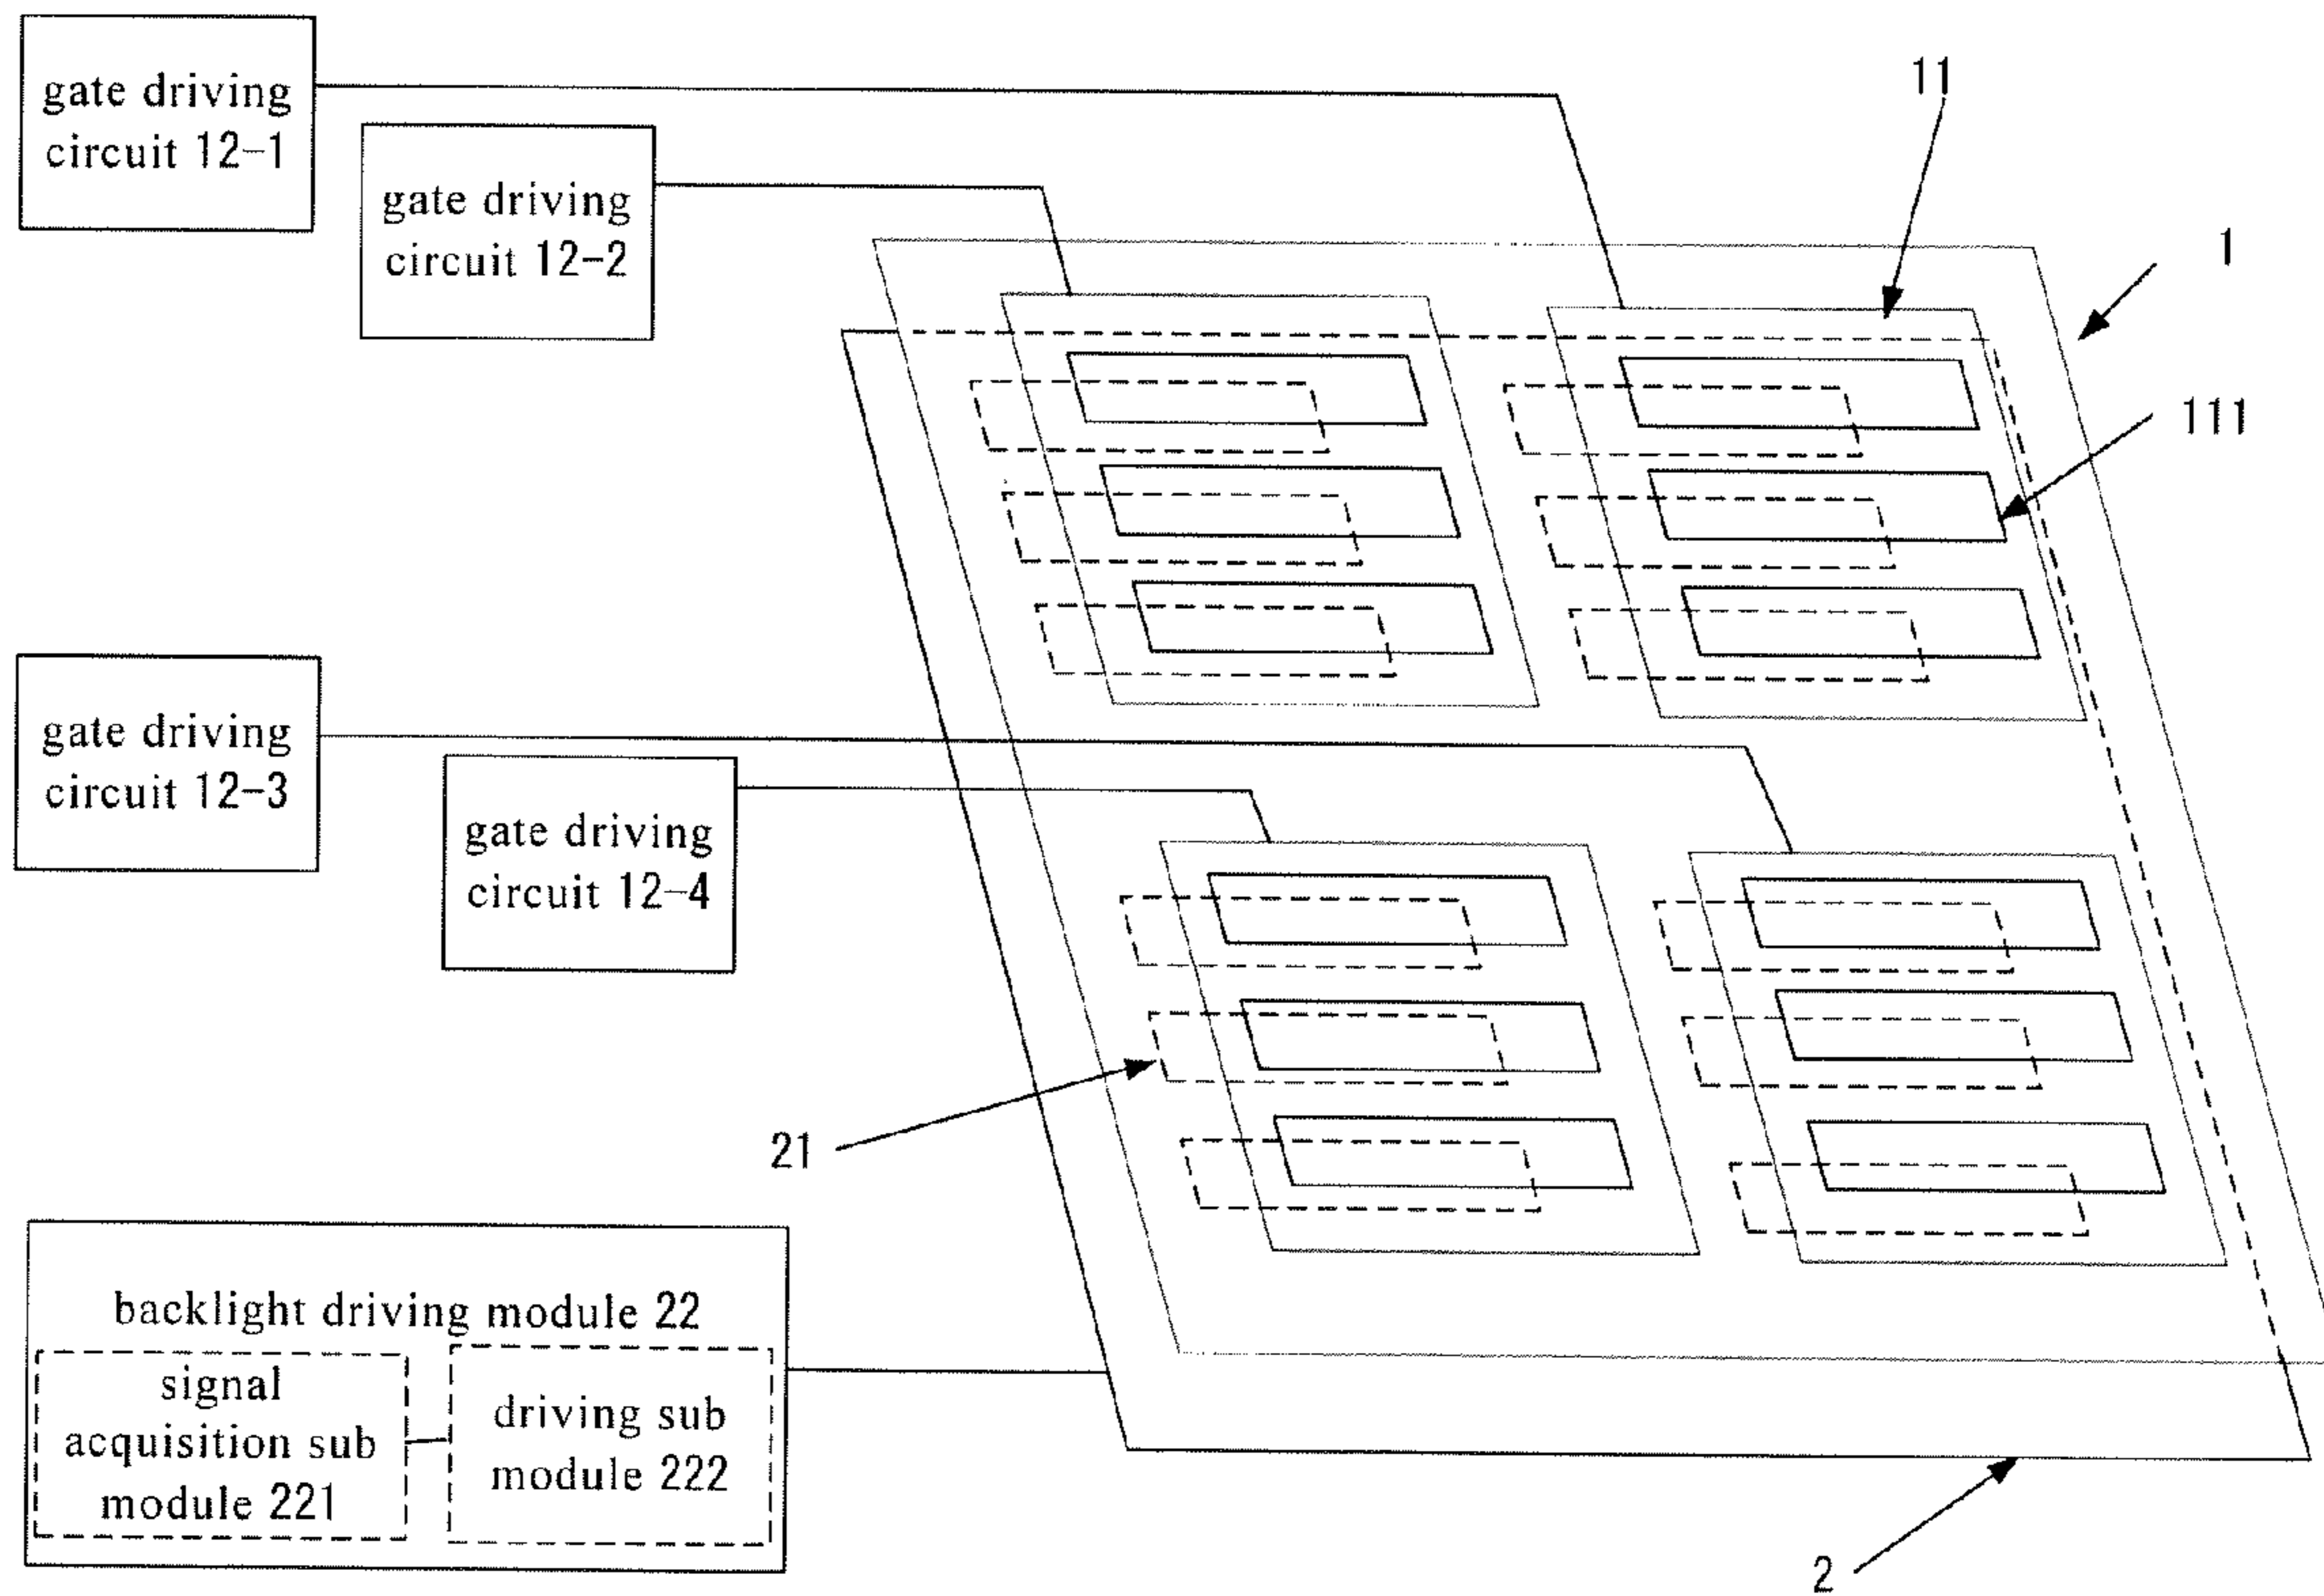 gate driving
circuit 12-1
11
gate driving
circuit 12-2
1
111
gate driving
circuit 12-3
gate driving
circuit 12-4
21
backlight driving module 22
signal
acquisition sub
module 221
driving sub
module 222
2